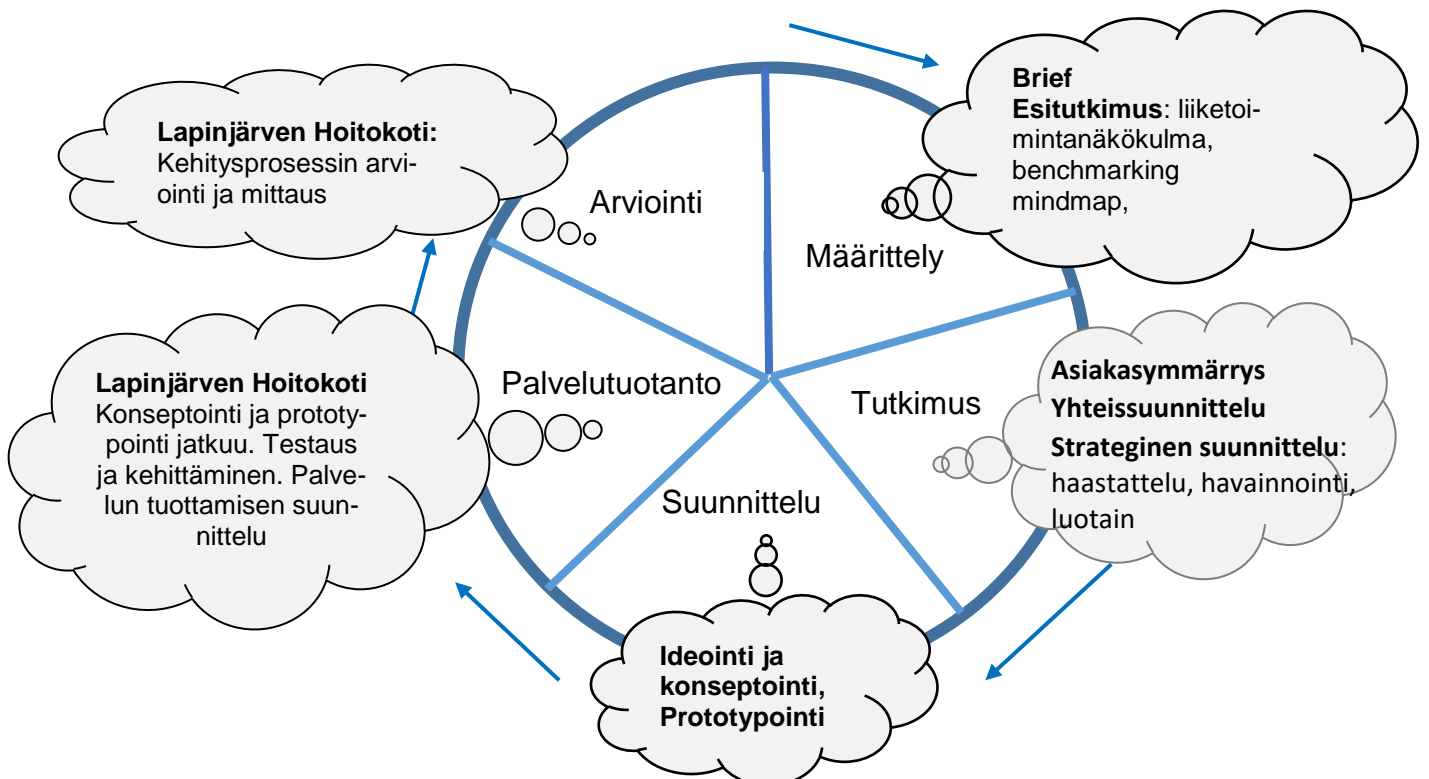 Brief
Esitutkimus: liiketoi-
mintanäkökulma,
benchmarking
mindmap,
Lapinjärven Hoitokoti:
Kehitysprosessin arvi-
ointi ja mittaus
Arviointi
Määrittely
Asiakasymmärrys
Yhteissuunnittelu
Strateginen suunnittelu:
haastattelu, havainnointi,
luotain
Lapinjärven Hoitokoti
Konseptointi ja prototy-
pointi jatkuu. Testaus
ja kehittäminen. Palve-
lun tuottamisen suun-
nittelu
Palvelutuotanto
Tutkimus
Suunnittelu
Ideointi ja
konseptointi,
Prototypointi